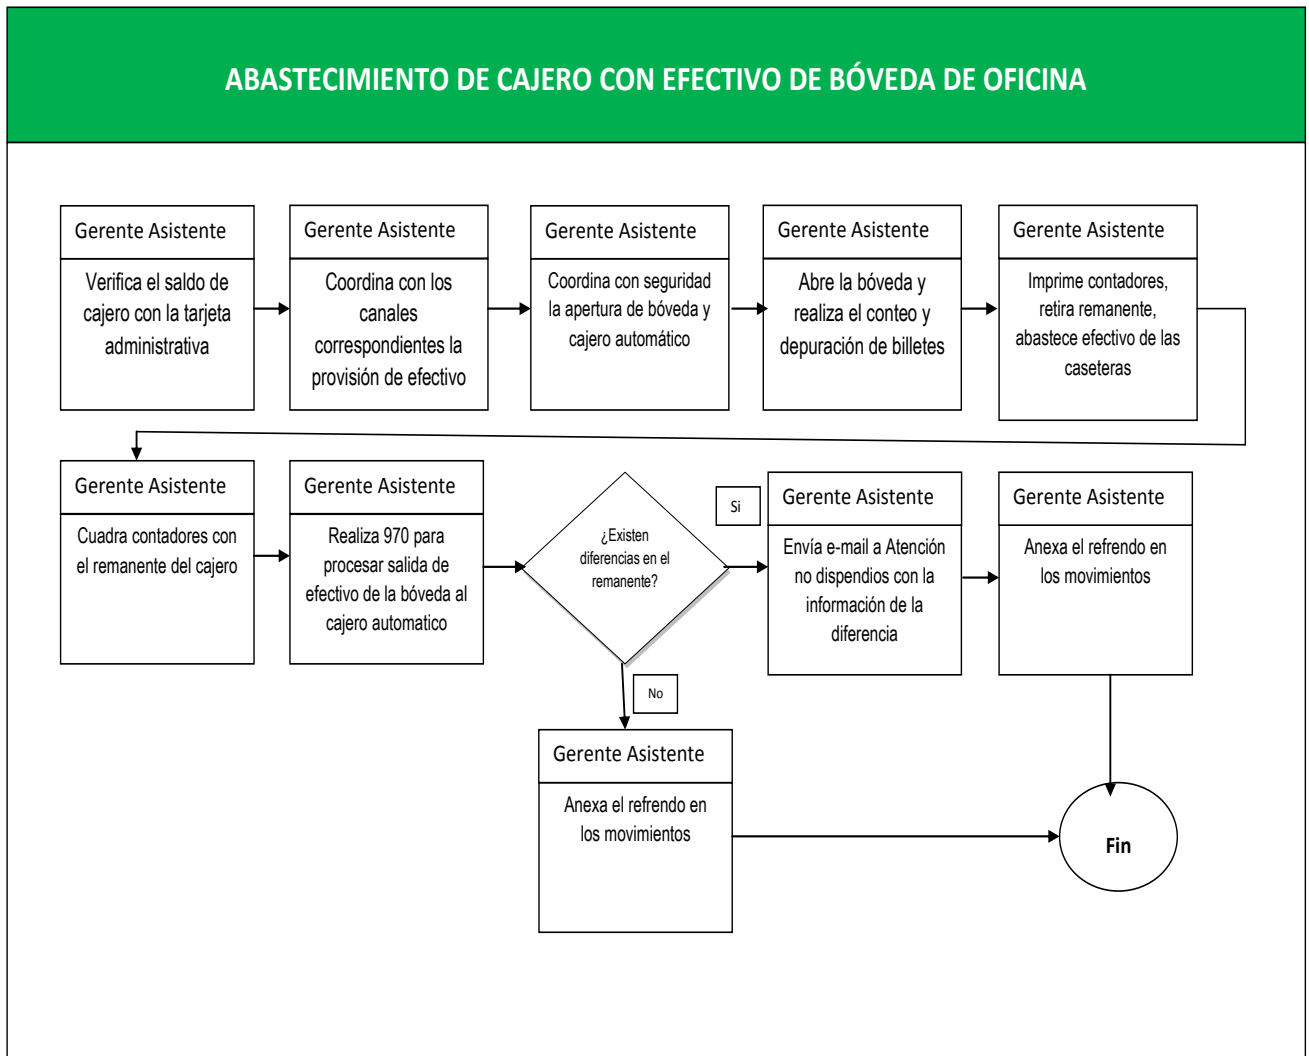 ABASTECIMIENTO DE CAJERO CON EFECTIVO DE BÓVEDA DE OFICINA
Gerente Asistente
Verifica el saldo de
cajero con la tarjeta
administrativa
Gerente Asistente
Coordina con los
canales
correspondientes la
provisión de efectivo
Gerente Asistente
Coordina con seguridad
la apertura de bóveda y
cajero automático
Gerente Asistente
Abre la bóveda y
realiza el conteo y
depuración de billetes
Gerente Asistente
Imprime contadores,
retira remanente,
abastece efectivo de las
caseteras
Gerente Asistente
Cuadra contadores con
el remanente del cajero
Gerente Asistente
Realiza 970 para
procesar salida de
efectivo de la bóveda al
cajero automatico
¿Existen
diferencias en el
remanente?
Si
Gerente Asistente
Envía e-mail a Atención
no dispendios con la
información de la
diferencia
Gerente Asistente
Anexa el refrendo en
los movimientos
No
Gerente Asistente
Anexa el refrendo en
los movimientos
Fin